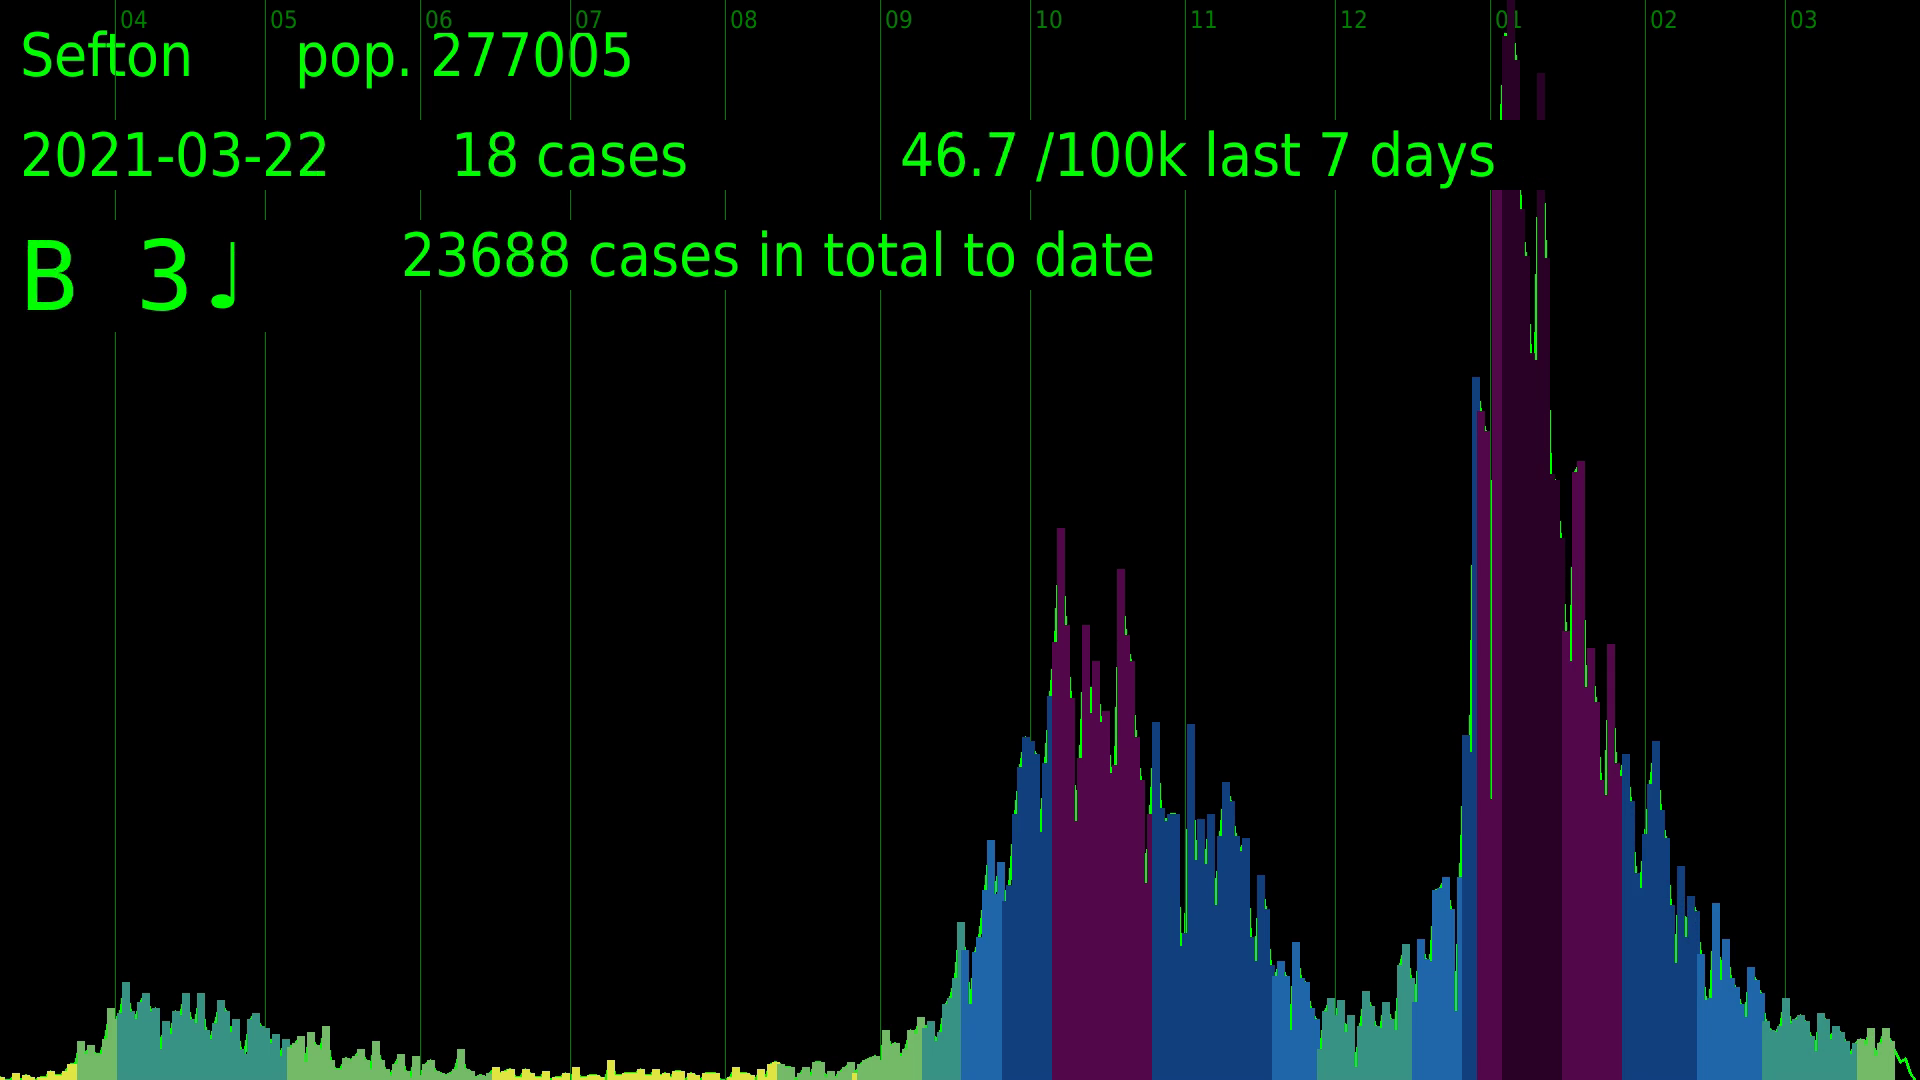 04 05 06 07 08 09 10 11 12 01 02 03
Sefton pop. 277005
2021-03-22 18 cases 46.7 /100k last 7 days
B 3♩ 23688 cases in total to date